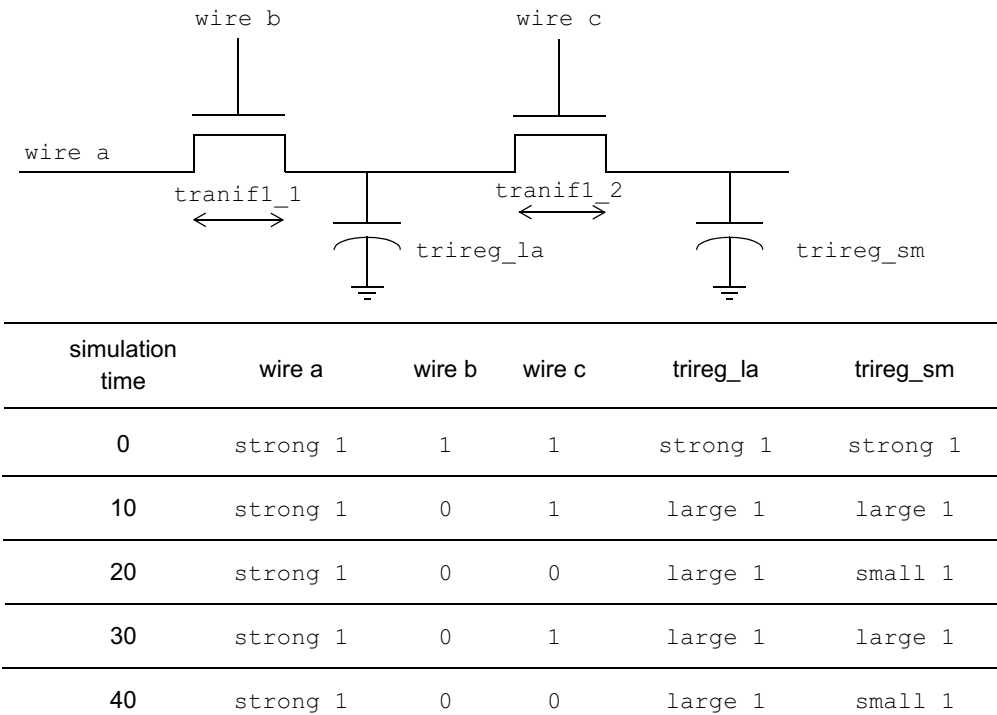 wire b wire c
wire a
tranif1_1 tranif1_2
trireg_la trireg_sm
simulation time wire a wire b wire c trireg_la trireg_sm
0 strong 1 1 1 strong 1 strong 1
10 strong 1 0 1 large 1 large 1
20 strong 1 0 0 large 1 small 1
30 strong 1 0 1 large 1 large 1
40 strong 1 0 0 large 1 small 1